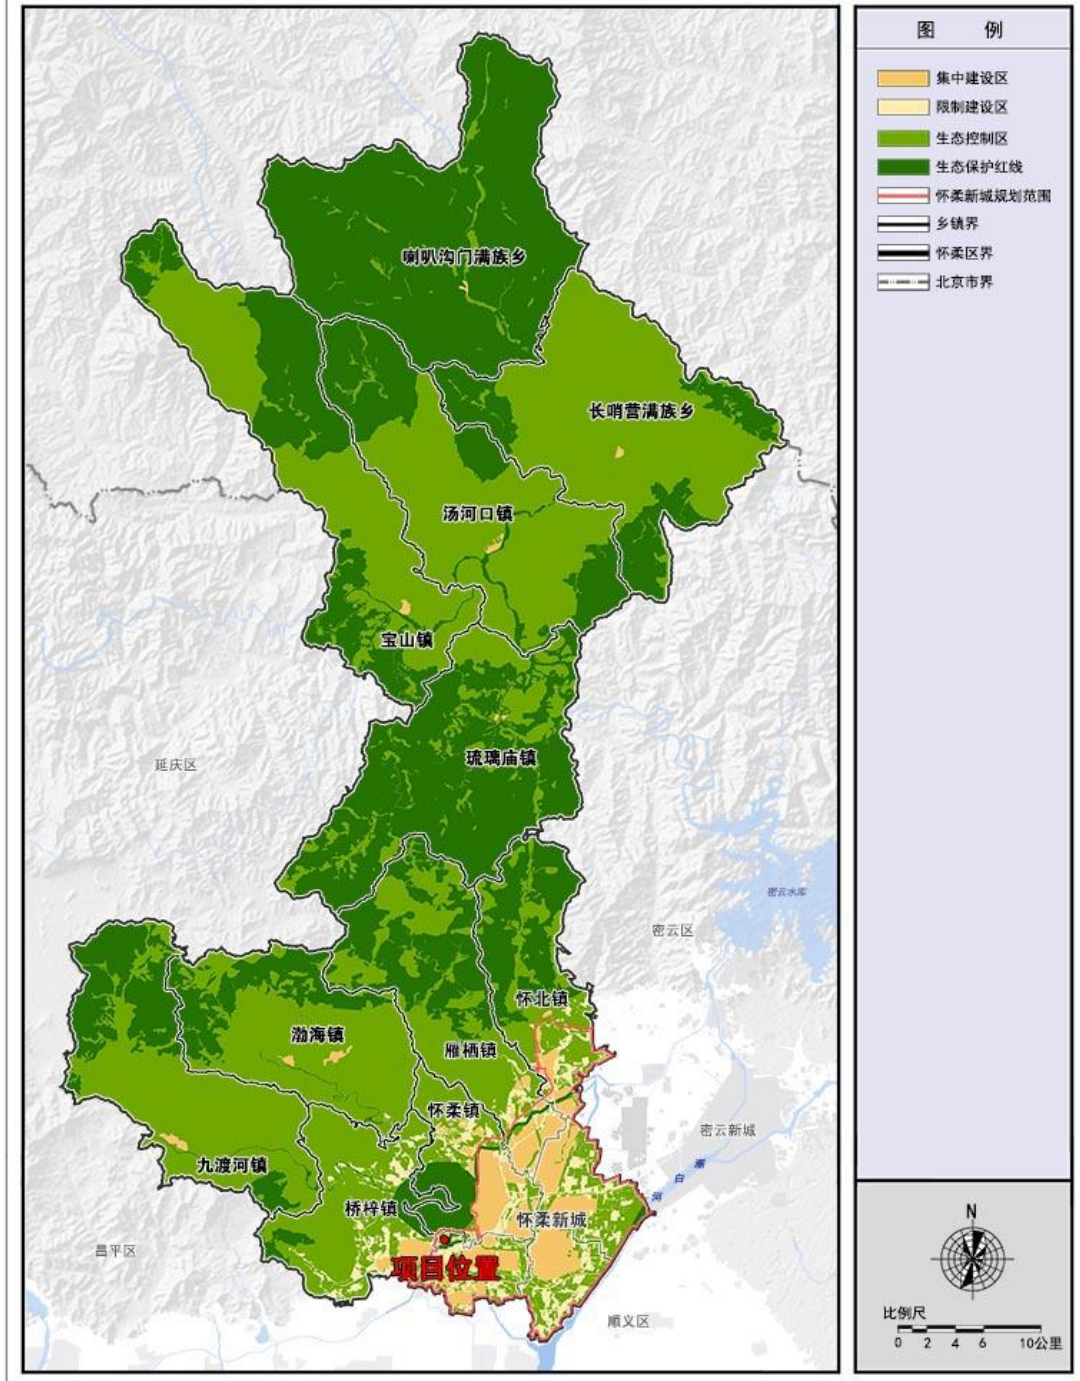 图 例
集中建设区
限制建设区
生态控制区
生态保护红线
怀柔新城规划范围
乡镇界
怀柔区界
北京市界
喇叭沟门满族乡
长哨营满族乡
汤河口镇
宝山镇
琉璃庙镇
延庆区
密云水库
密云区
怀北镇
渤海镇
雁栖镇
怀柔镇
密云新城
九渡河镇
潮
白
河
桥梓镇
怀柔新城
昌平区
项目位置
顺义区
N
比例尺
0 2 4 6 10公里